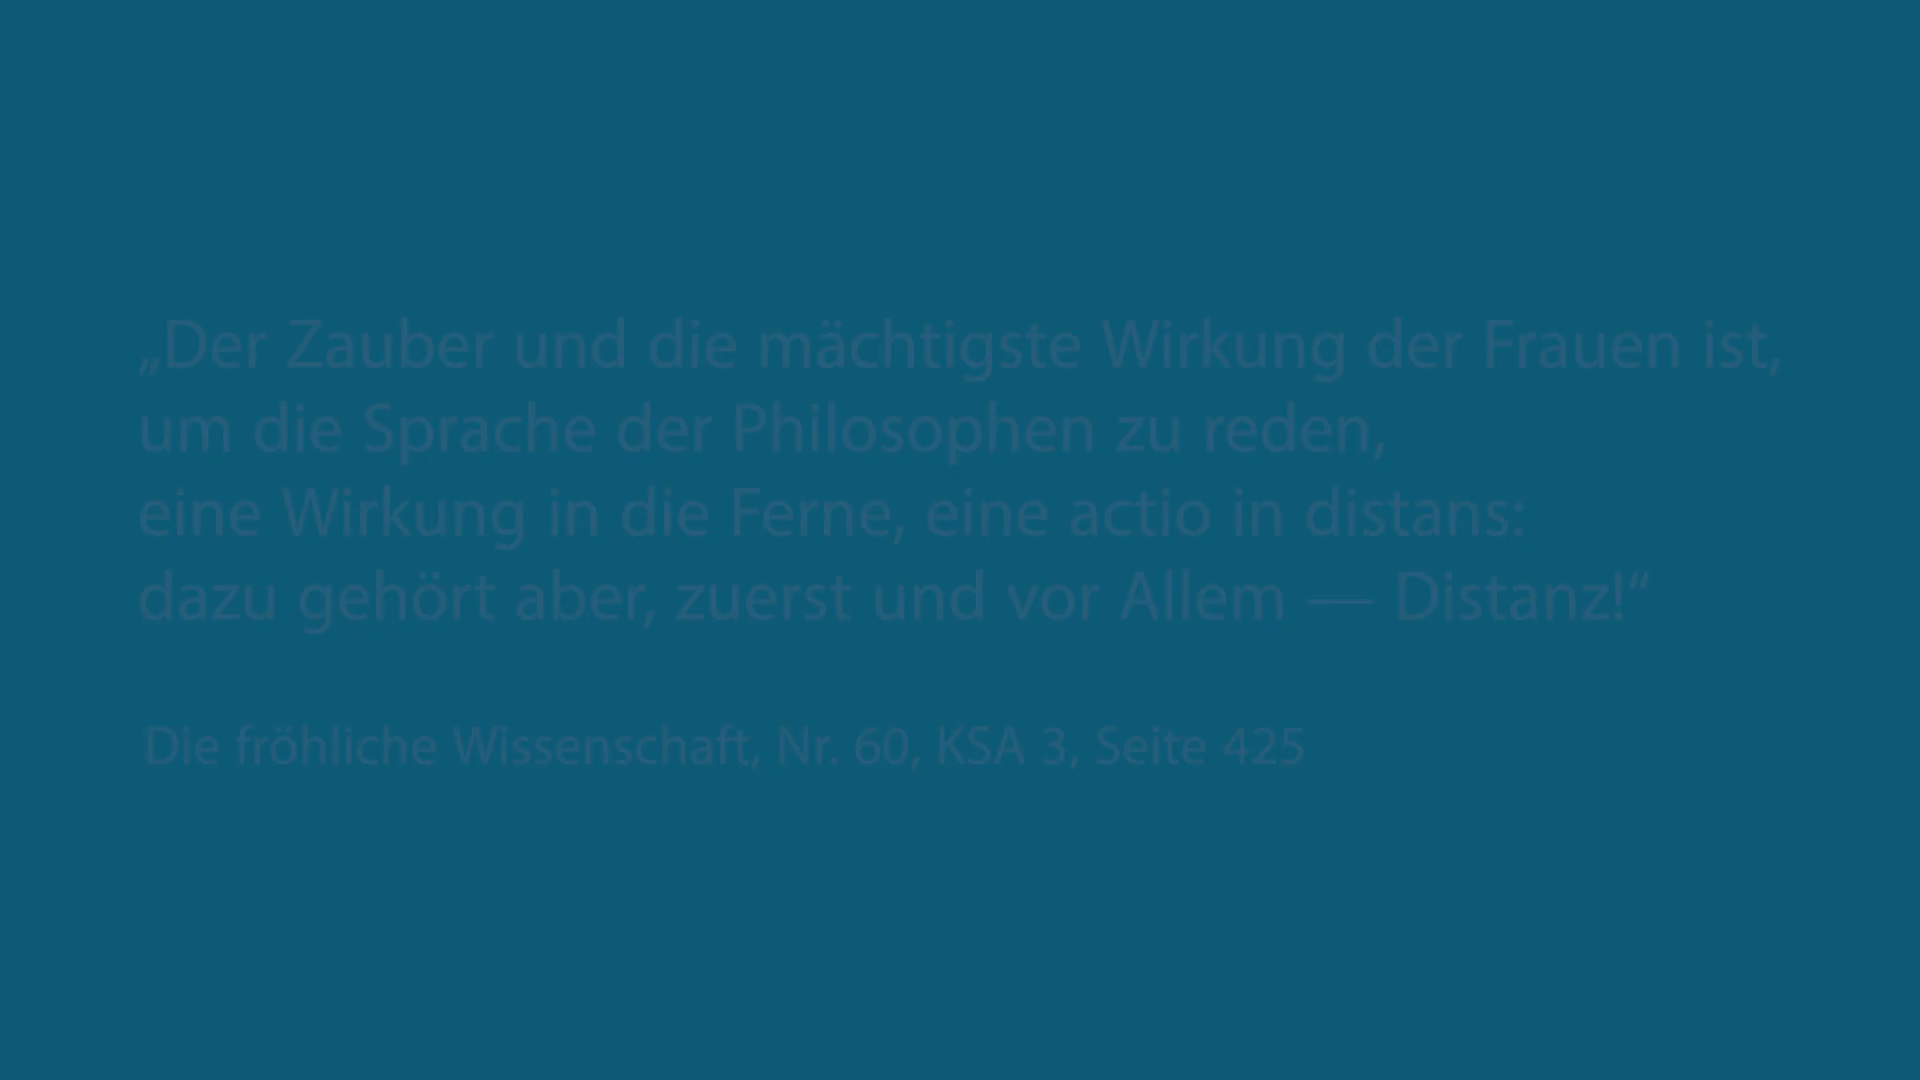 „Der Zauber und die mächtigste Wirkung der Frauen ist,
um die Sprache der Philosophen zu reden,
eine Wirkung in die Ferne, eine actio in distans:
dazu gehört aber, zuerst und vor Allem — Distanz!“
Die fröhliche Wissenschaft, Nr. 60, KSA 3, Seite 425